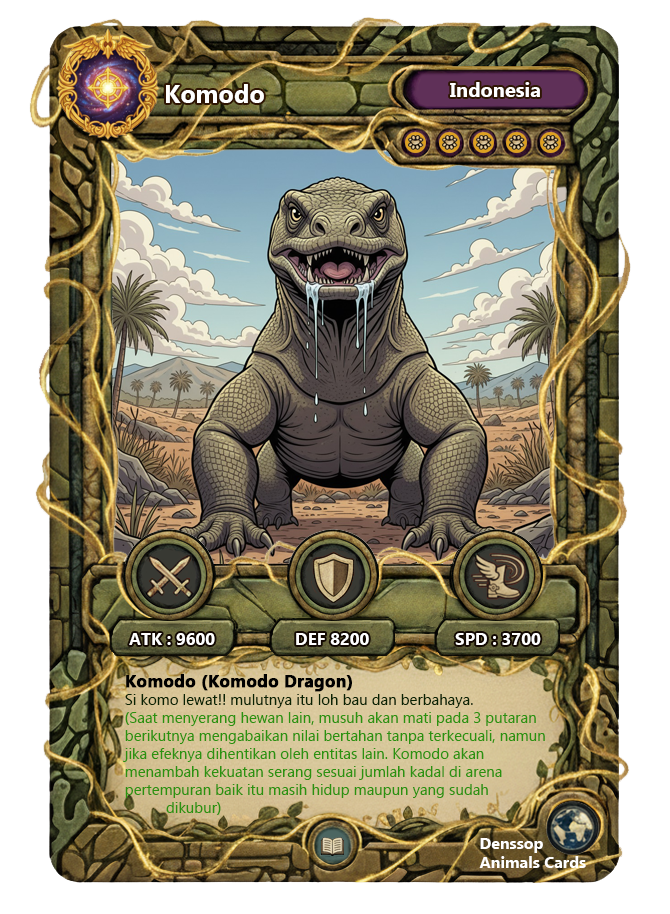 Komodo
Indonesia
ATK : 9600
DEF 8200
SPD : 3700
Komodo (Komodo Dragon)
Si komo lewat!! mulutnya itu loh bau dan berbahaya.
(Saat menyerang hewan lain, musuh akan mati pada 3 putaran
berikutnya mengabaikan nilai bertahan tanpa terkecuali, namun
jika efeknya dihentikan oleh entitas lain. Komodo akan
menambah kekuatan serang sesuai jumlah kadal di arena
pertempuran baik itu masih hidup maupun yang sudah
dikubur)
Denssop
Animals Cards